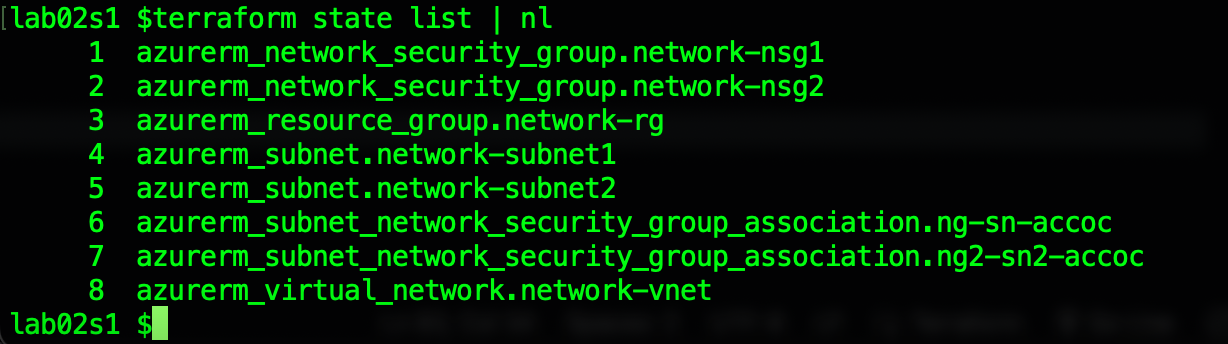 [lab02s1 $terraform state list | nl
1 azurerm_network_security_group.network-nsg1
2 azurerm_network_security_group.network-nsg2
3 azurerm_resource_group.network-rg
4 azurerm_subnet.network-subnet1
5 azurerm_subnet.network-subnet2
6 azurerm_subnet_network_security_group_association.ng-sn-accoc
7 azurerm_subnet_network_security_group_association.ng2-sn2-accoc
8 azurerm_virtual_network.network-vnet
lab02s1 $